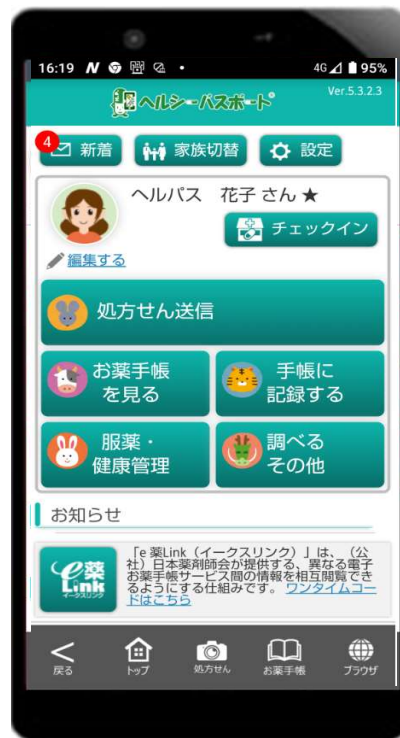 16:19 4G 95%
ヘルシーパスポート® Ver.5.3.2.3
4 新着 家族切替 設定
ヘルパス 花子 さん ★
チェックイン
編集する
処方せん送信
お薬手帳
を見る
手帳に
記録する
服薬・
健康管理
調べる
その他
お知らせ
e薬
Link
イークスリンク
「e 薬Link（イークスリンク）」は、（公
社）日本薬剤師会が提供する、異なる電子
お薬手帳サービス間の情報を相互閲覧でき
るようにする仕組みです。 ワンタイムコー
ドはこちら
戻る トップ 処方せん お薬手帳 ブラウザ